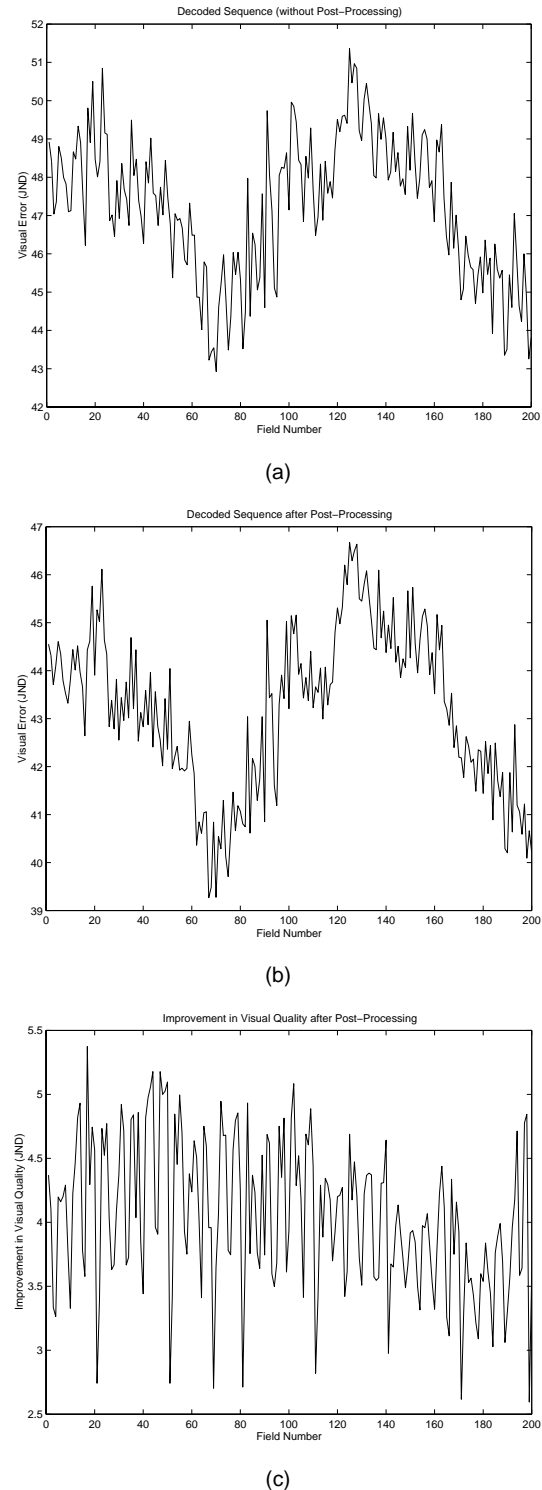 Decoded Sequence (without Post−Processing)
52
51
50
49
48
47
46
45
44
43
42
Visual Error (JND)
0 20 40 60 80 100 120 140 160 180 200
Field Number
(a)
Decoded Sequence after Post−Processing
47
46
45
44
43
42
41
40
39
Visual Error (JND)
0 20 40 60 80 100 120 140 160 180 200
Field Number
(b)
Improvement in Visual Quality after Post−Processing
5.5
5
4.5
4
3.5
3
2.5
Improvement in Visual Quality (JND)
0 20 40 60 80 100 120 140 160 180 200
Field Number
(c)